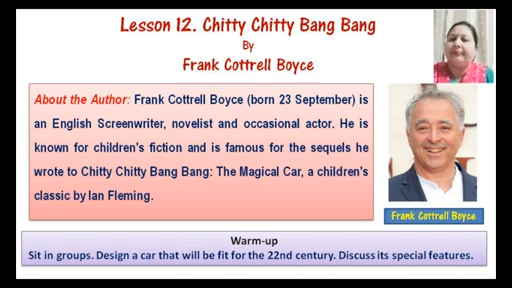 Lesson 12. Chitty Chitty Bang Bang
By
Frank Cottrell Boyce
About the Author: Frank Cottrell Boyce (born 23 September) is
an English Screenwriter, novelist and occasional actor. He is
known for children's fiction and is famous for the sequels he
wrote to Chitty Chitty Bang Bang: The Magical Car, a children's
classic by Ian Fleming.
Frank Cottrell Boyce
Warm-up
Sit in groups. Design a car that will be fit for the 22nd century. Discuss its special features.